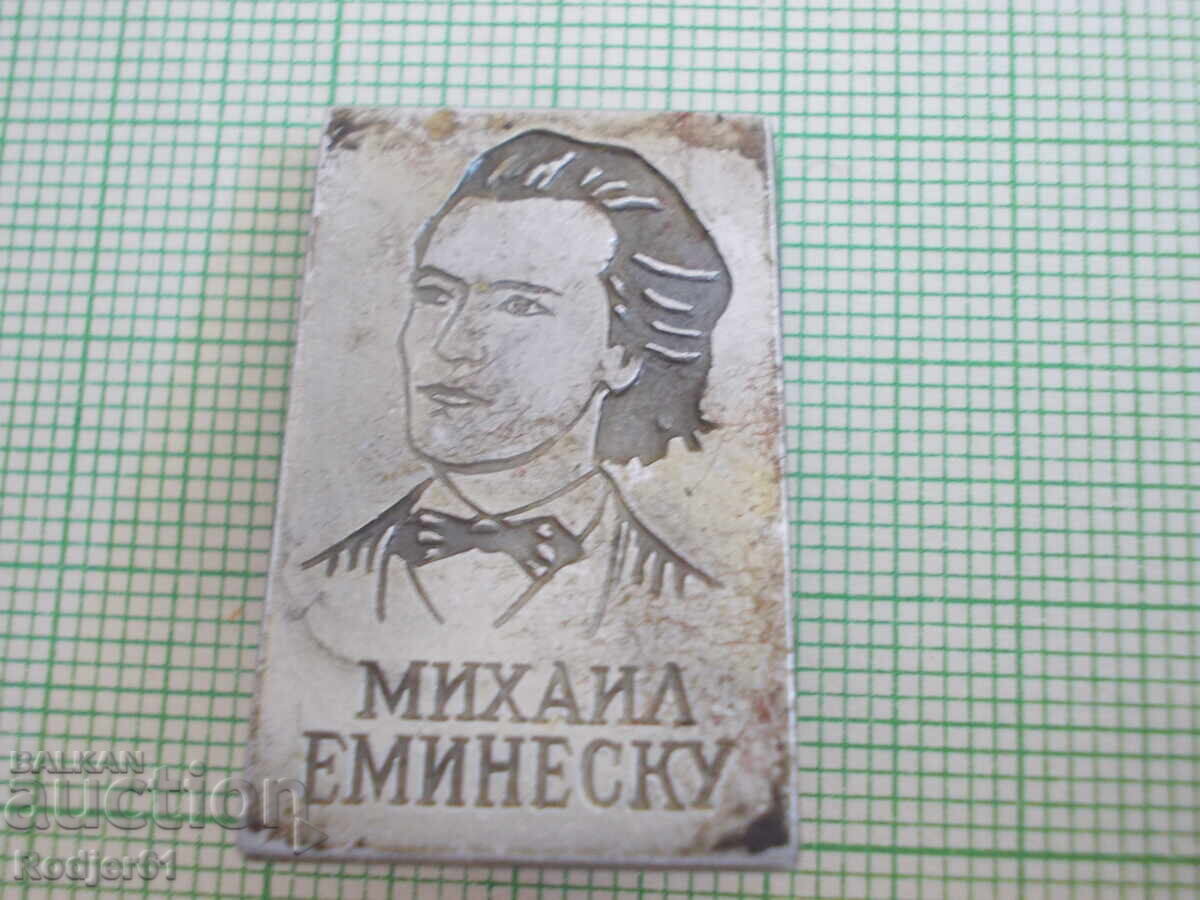 МИХАИЛ
ЕМИНЕСКУ
BALKAN
auction
Rodjer61